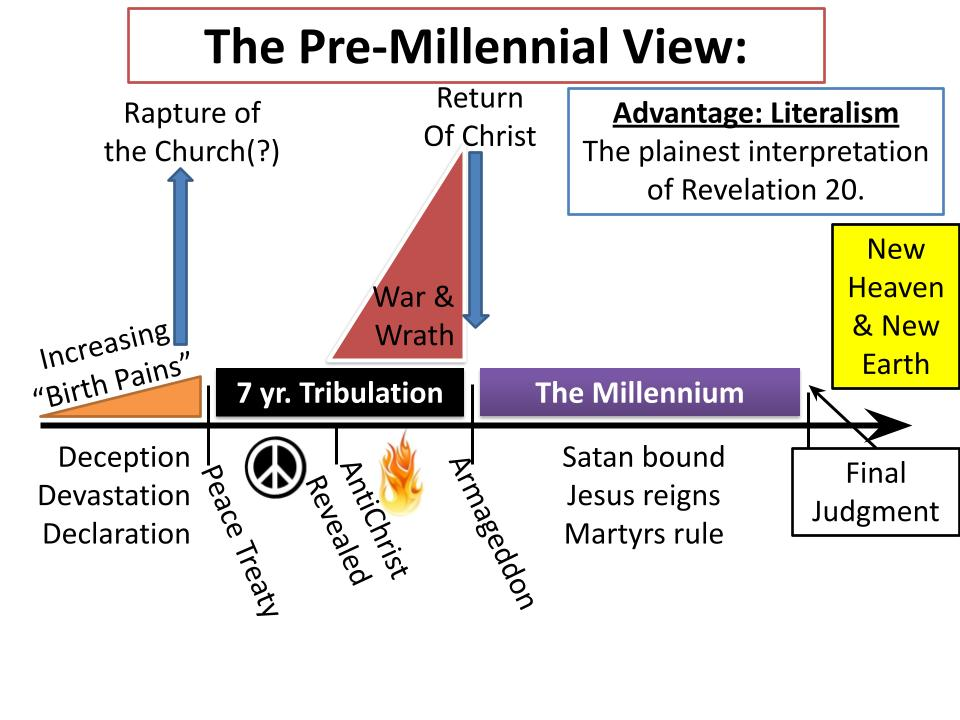 The Pre-Millennial View:
Rapture of
the Church(?)
Return
Of Christ
Advantage: Literalism
The plainest interpretation
of Revelation 20.
New
Heaven
& New
Earth
War &
Wrath
Increasing
“Birth Pains”
7 yr. Tribulation
The Millennium
Deception
Devastation
Declaration
Peace Treaty
AntiChrist
Revealed
Armageddon
Satan bound
Jesus reigns
Martyrs rule
Final
Judgment